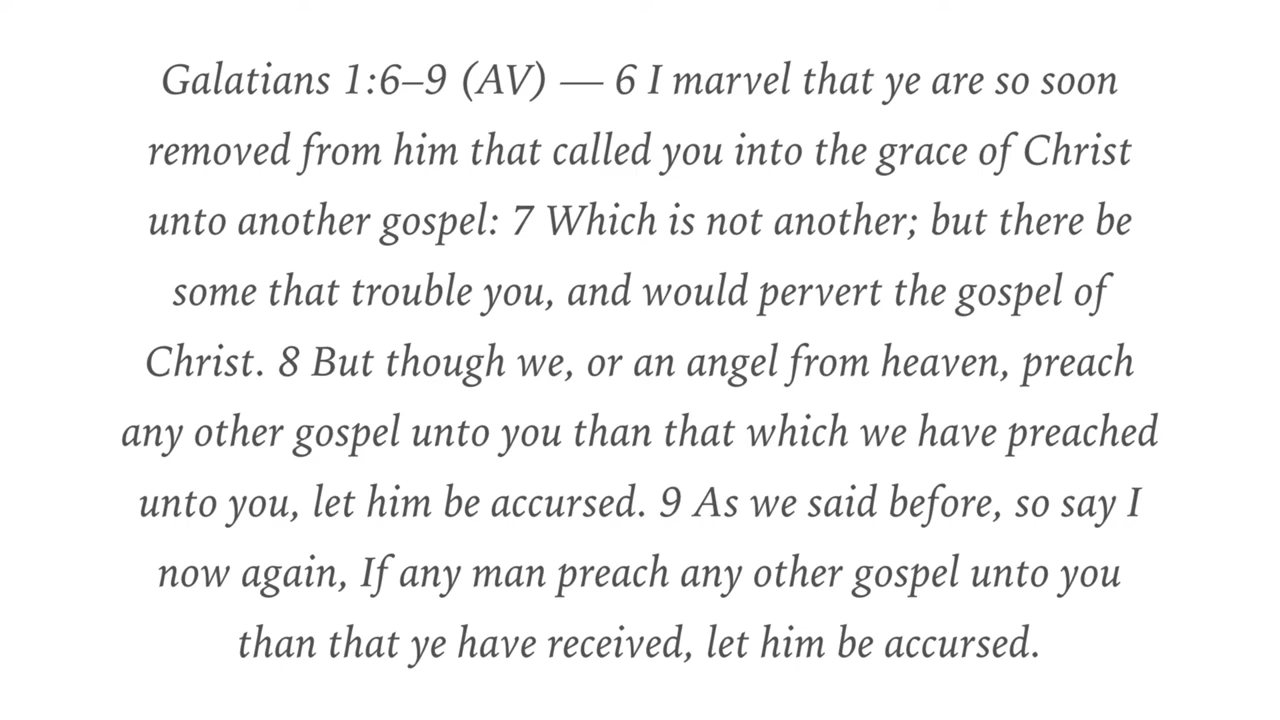 Galatians 1:6–9 (AV) — 6 I marvel that ye are so soon
removed from him that called you into the grace of Christ
unto another gospel: 7 Which is not another; but there be
some that trouble you, and would pervert the gospel of
Christ. 8 But though we, or an angel from heaven, preach
any other gospel unto you than that which we have preached
unto you, let him be accursed. 9 As we said before, so say I
now again, If any man preach any other gospel unto you
than that ye have received, let him be accursed.